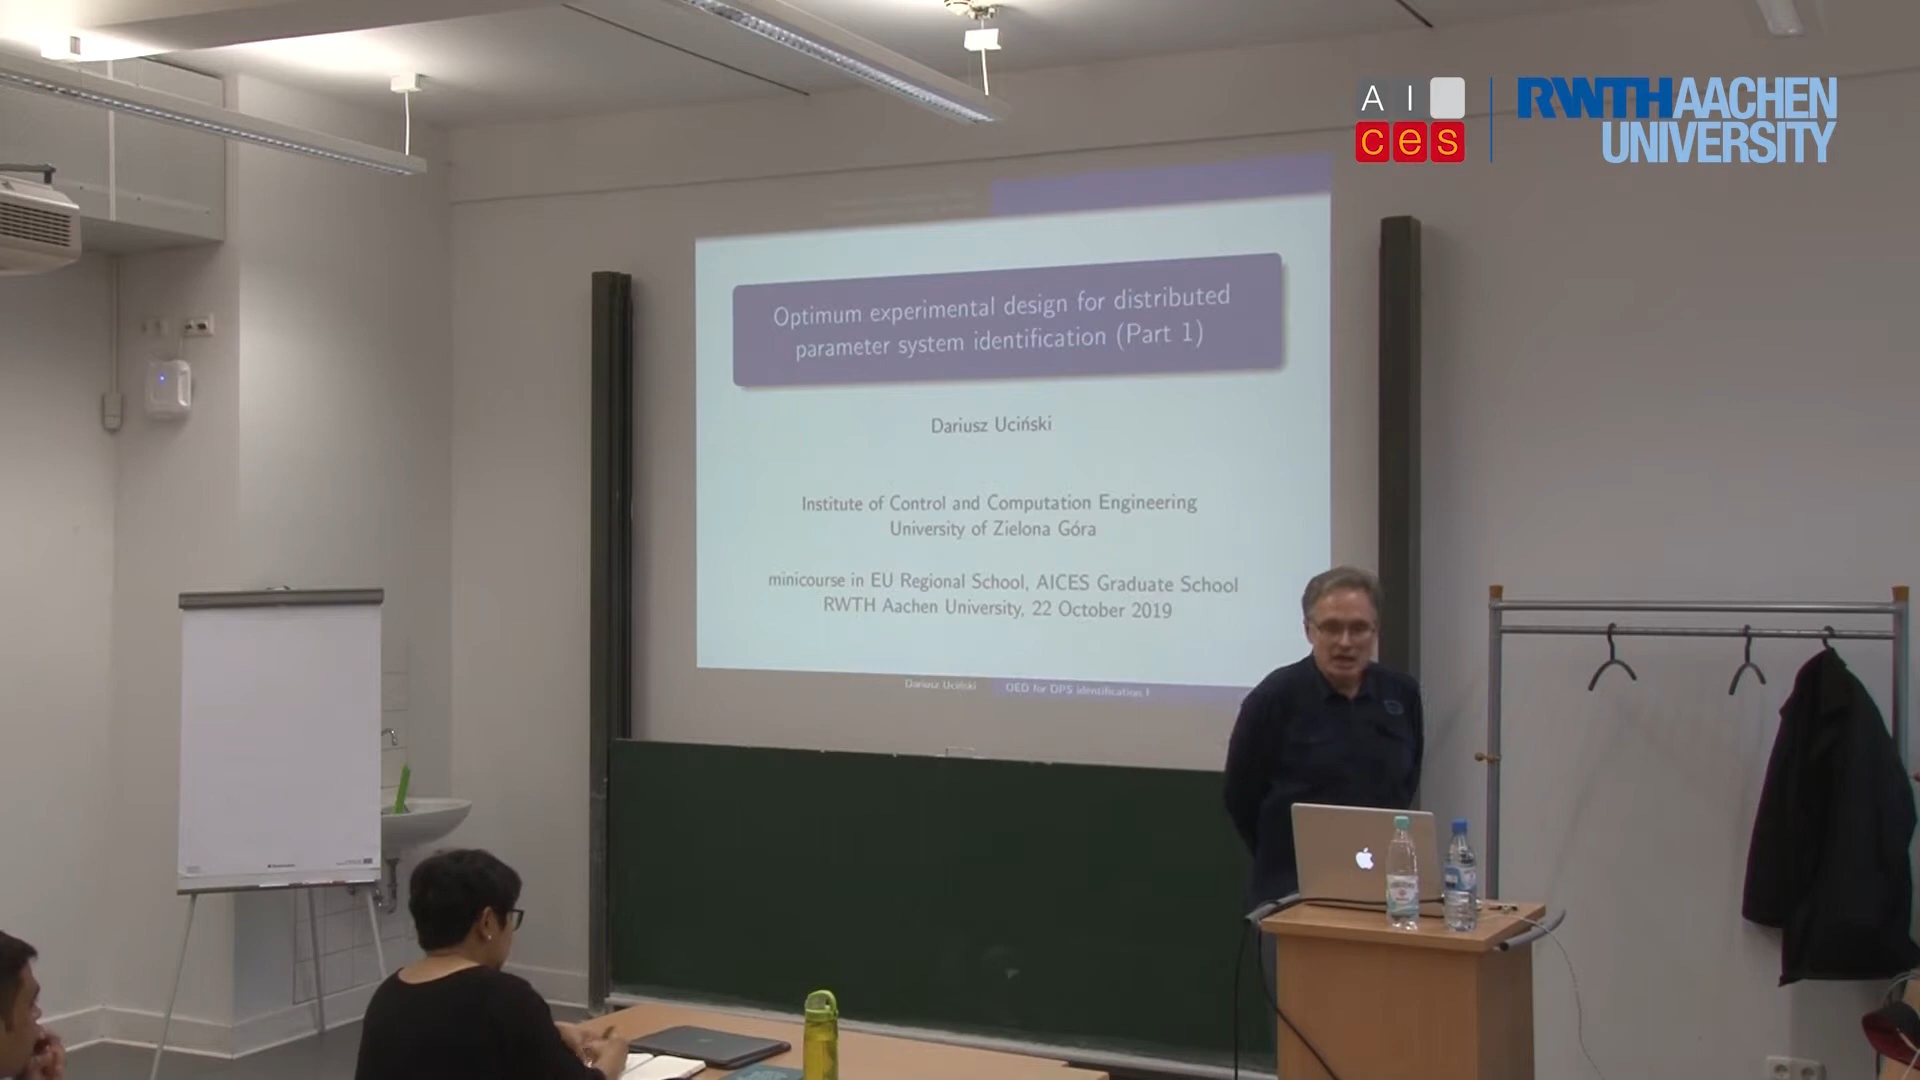 AI
ces
RWTHAACHEN
UNIVERSITY
Optimum experimental design for distributed
parameter system identification (Part 1)
Dariusz Uciński
Institute of Control and Computation Engineering
University of Zielona Góra
minicourse in EU Regional School, AICES Graduate School
RWTH Aachen University, 22 October 2019
Dariusz Uciński OED for DPS identification I